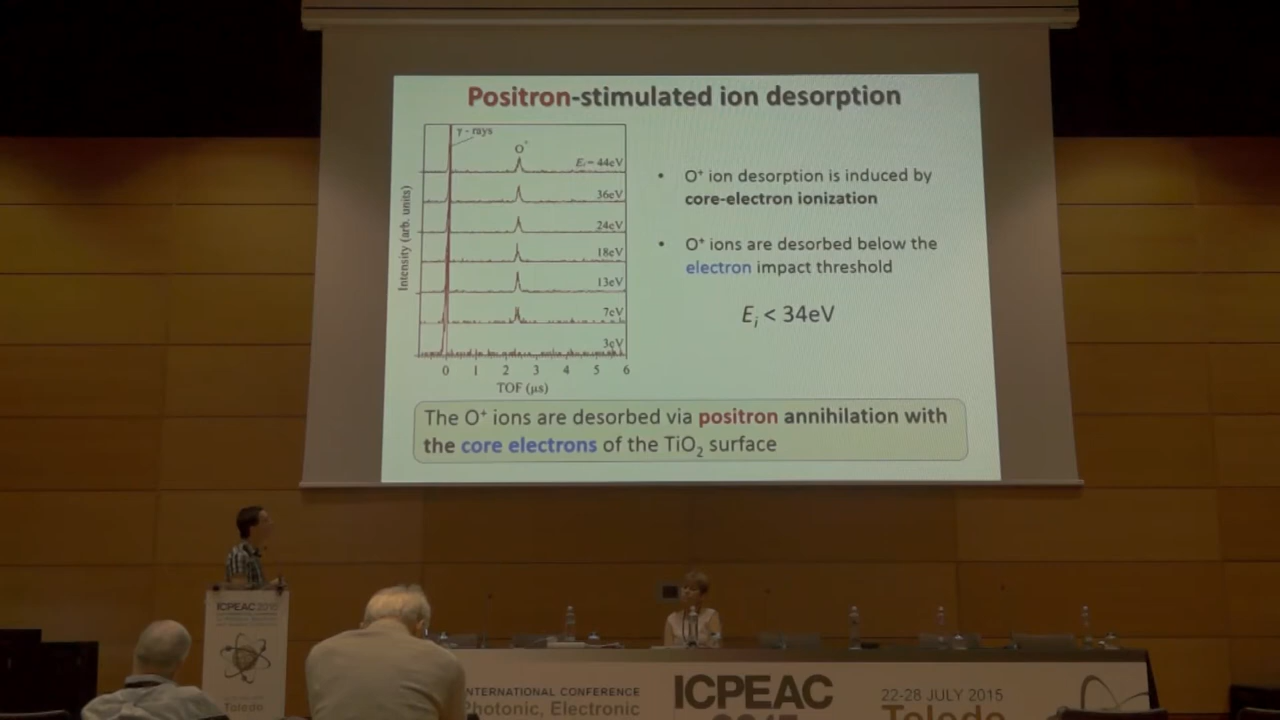 Positron-stimulated ion desorption
γ - rays
O⁺
Eᵢ = 44eV
36eV
24eV
18eV
13eV
7eV
3eV
Intensity (arb. units)
0 1 2 3 4 5 6
TOF (μs)
• O⁺ ion desorption is induced by
core-electron ionization
• O⁺ ions are desorbed below the
electron impact threshold
Eᵢ < 34eV
The O⁺ ions are desorbed via positron annihilation with
the core electrons of the TiO₂ surface
ICPEAC 2015
Toledo
INTERNATIONAL CONFERENCE
Photonic, Electronic
ICPEAC
2015
22-28 JULY 2015
Toledo